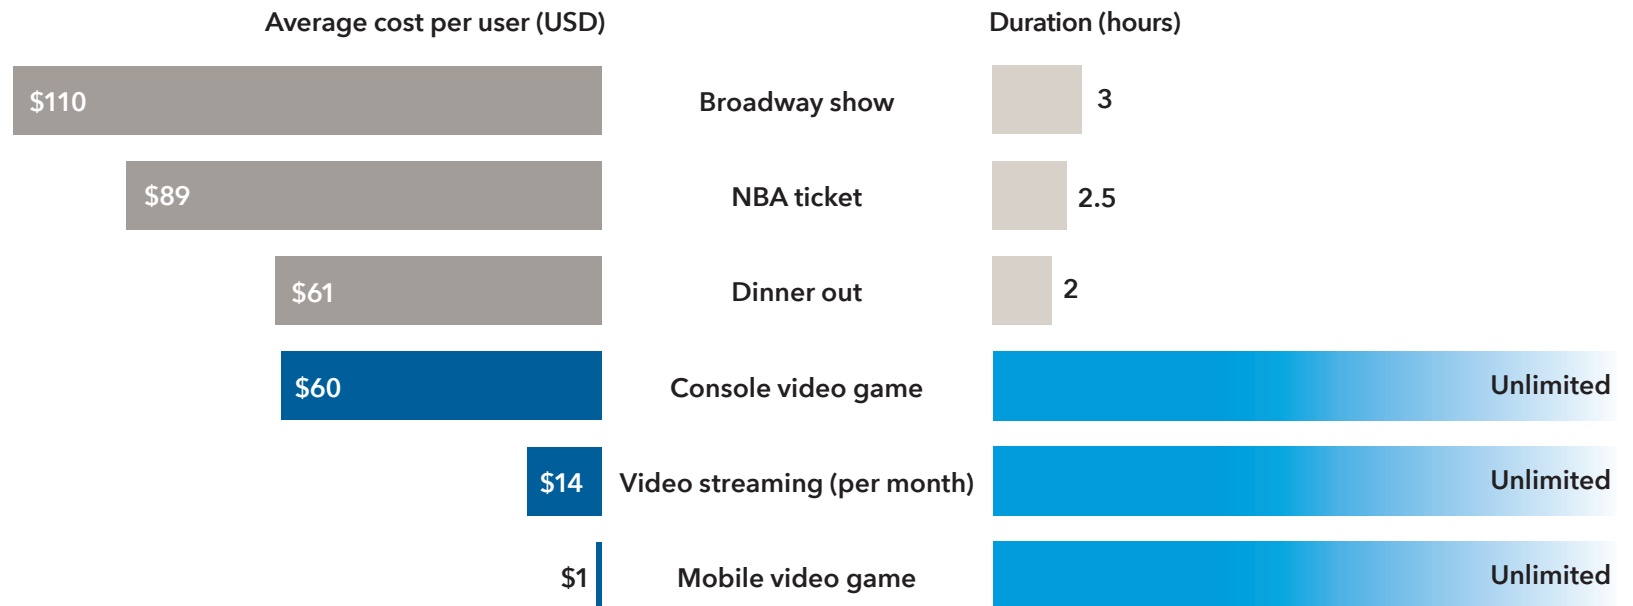 Average cost per user (USD) Duration (hours)
$110 Broadway show 3
$89 NBA ticket 2.5
$61 Dinner out 2
$60 Console video game Unlimited
$14 Video streaming (per month) Unlimited
$1 Mobile video game Unlimited